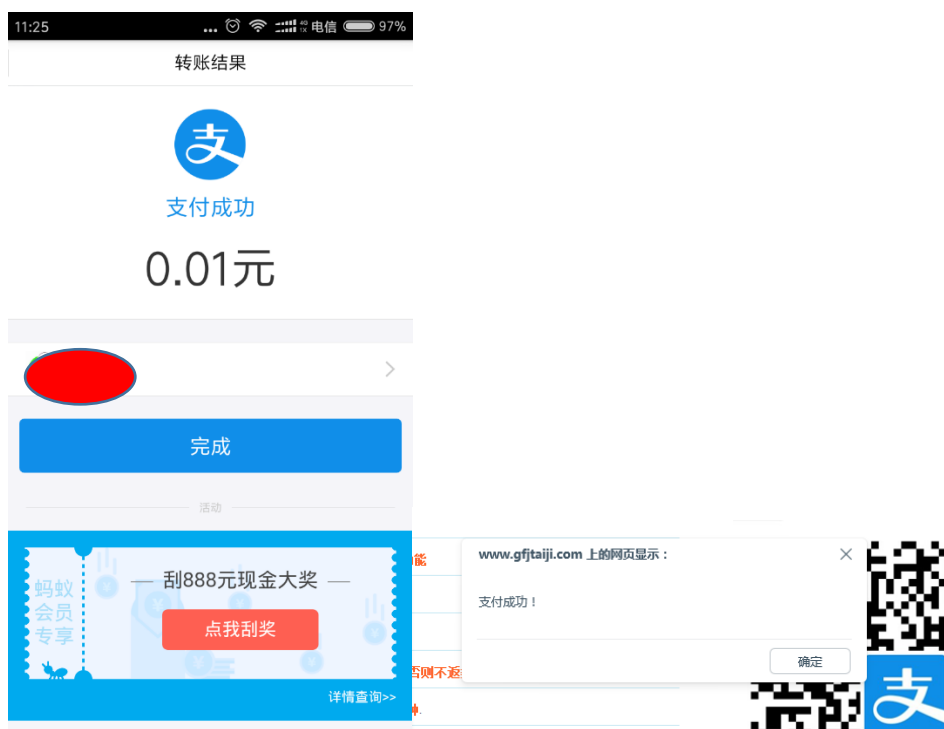 11:25
... 4G 1X 电信 97%
转账结果
支
支付成功
0.01元
完成
活动
蚂蚁
会员
专享
刮888元现金大奖
点我刮奖
详情查询>>
能
否则不返
www.gfjtaiji.com 上的网页显示：
支付成功！
确定
支